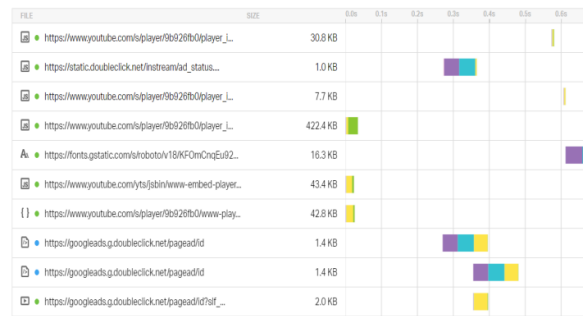 FILE SIZE 0.0s 0.1s 0.2s 0.3s 0.4s 0.5s 0.6s
https://www.youtube.com/s/player/9b926fb0/player_i... 30.8 KB
https://static.doubleclick.net/instream/ad_status... 1.0 KB
https://www.youtube.com/s/player/9b926fb0/player_i... 7.7 KB
https://www.youtube.com/s/player/9b926fb0/player_i... 422.4 KB
https://fonts.gstatic.com/s/roboto/v18/KFOmCnqEu92... 16.3 KB
https://www.youtube.com/yts/jsbin/www-embed-player... 43.4 KB
{ } https://www.youtube.com/s/player/9b926fb0/www-play... 42.8 KB
https://googleads.g.doubleclick.net/pagead/id 1.4 KB
https://googleads.g.doubleclick.net/pagead/id 1.4 KB
https://googleads.g.doubleclick.net/pagead/id?slf_... 2.0 KB